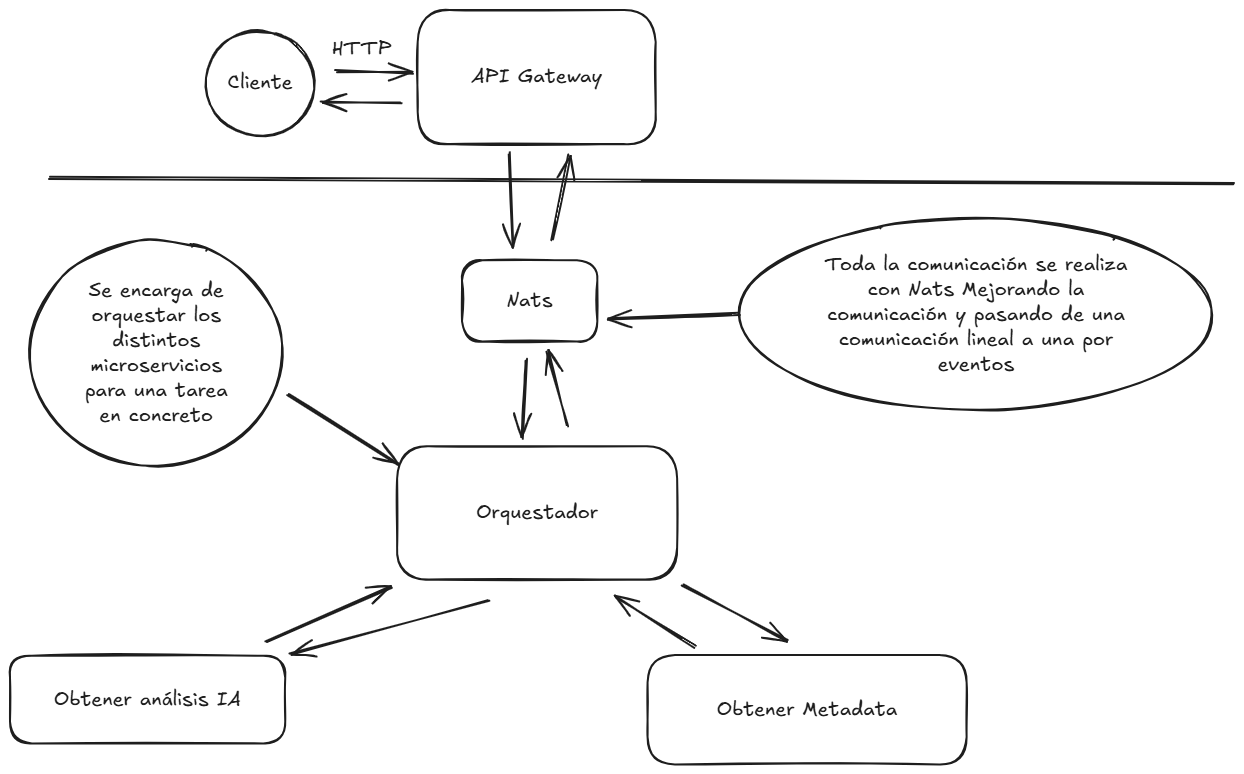 HTTP
Cliente
API Gateway
Toda la comunicación se realiza
con Nats Mejorando la
comunicación y pasando de una
comunicación lineal a una por
eventos
Se encarga de
orquestar los
distintos
microservicios
para una tarea
en concreto
Nats
Orquestador
Obtener análisis IA
Obtener Metadata